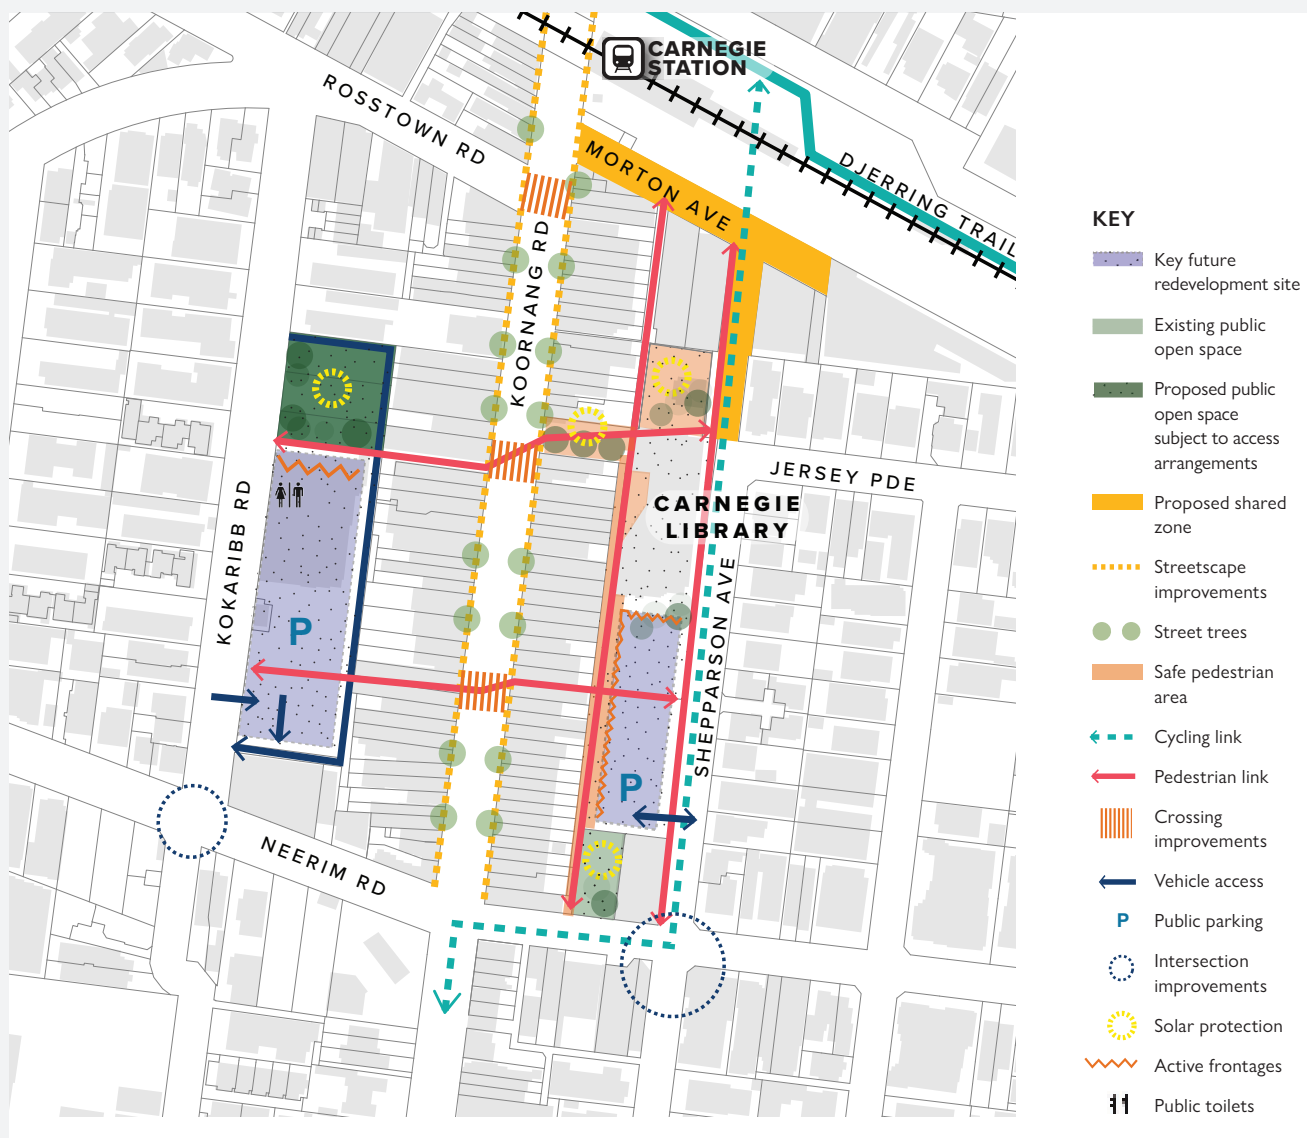 CARNEGIE
STATION
ROSSTOWN RD
MORTON AVE
DJERRING TRAIL
KOORNANG RD
JERSEY PDE
CARNEGIE
LIBRARY
KOKARIBB RD
P
SHEPPARSON AVE
P
NEERIM RD
KEY
Key future
redevelopment site
Existing public
open space
Proposed public
open space
subject to access
arrangements
Proposed shared
zone
Streetscape
improvements
Street trees
Safe pedestrian
area
Cycling link
Pedestrian link
Crossing
improvements
Vehicle access
P
Public parking
Intersection
improvements
Solar protection
Active frontages
Public toilets